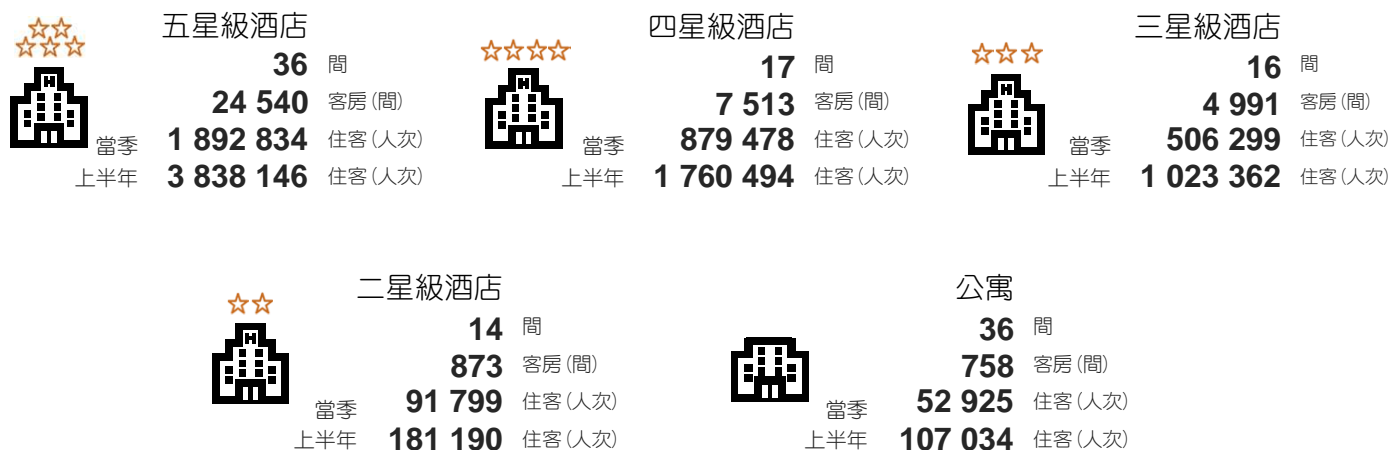 五星級酒店
36 間
24 540 客房(間)
當季 1 892 834 住客(人次)
上半年 3 838 146 住客(人次)
四星級酒店
17 間
7 513 客房(間)
當季 879 478 住客(人次)
上半年 1 760 494 住客(人次)
三星級酒店
16 間
4 991 客房(間)
當季 506 299 住客(人次)
上半年 1 023 362 住客(人次)
二星級酒店
14 間
873 客房(間)
當季 91 799 住客(人次)
上半年 181 190 住客(人次)
公寓
36 間
758 客房(間)
當季 52 925 住客(人次)
上半年 107 034 住客(人次)